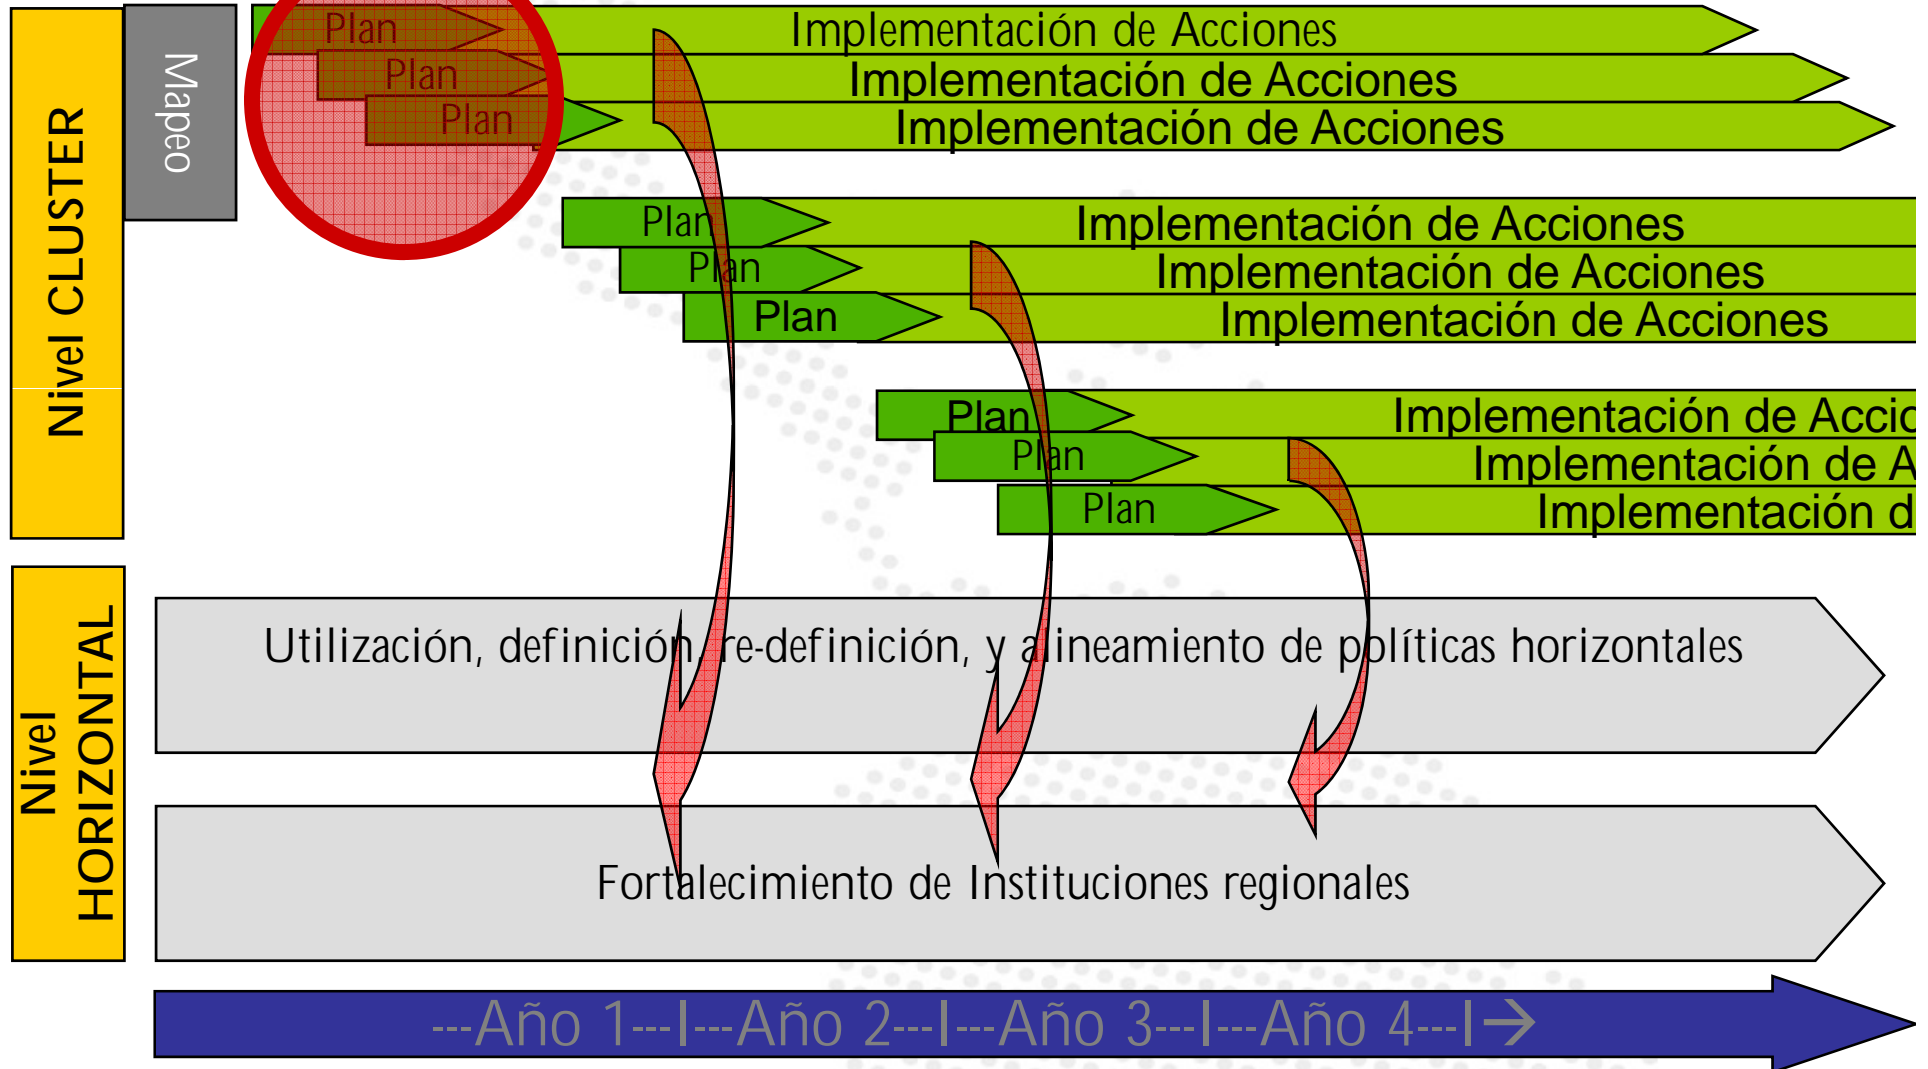 Nivel CLUSTER
Mapeo
Plan Implementación de Acciones
Plan Implementación de Acciones
Plan Implementación de Acciones
Plan Implementación de Acciones
Plan Implementación de Acciones
Plan Implementación de Acciones
Plan Implementación de Accio
Plan Implementación de A
Plan Implementación d
Nivel
HORIZONTAL
Utilización, definición, re-definición, y alineamiento de políticas horizontales
Fortalecimiento de Instituciones regionales
---Año 1---I---Año 2---I---Año 3---I---Año 4---I→